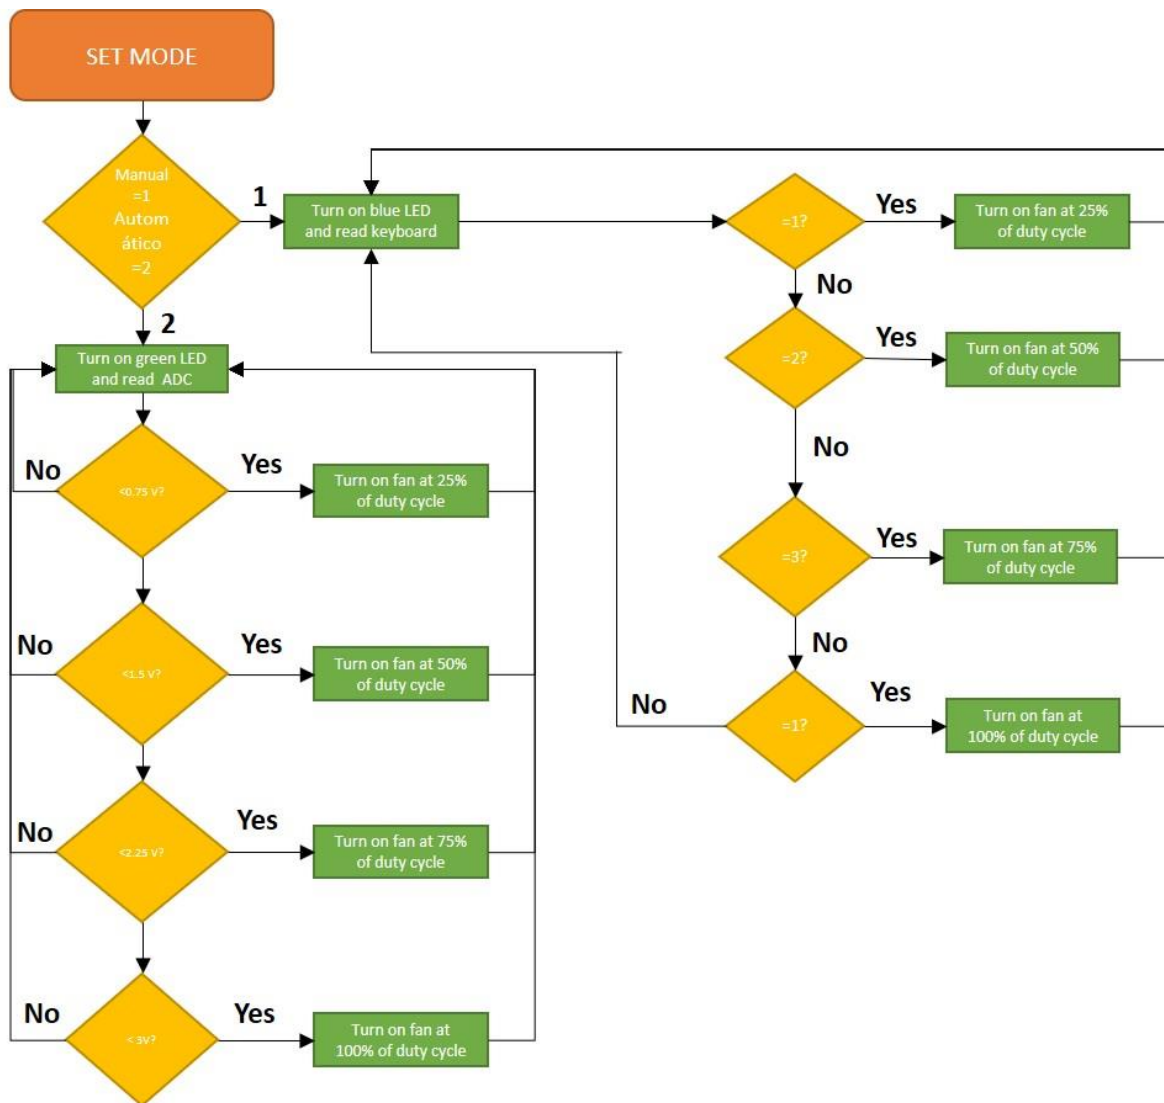 SET MODE
Manual
=1
Autom
ático
=2
1
Turn on blue LED
and read keyboard
=1?
Yes
Turn on fan at 25%
of duty cycle
No
2
Turn on green LED
and read ADC
=2?
Yes
Turn on fan at 50%
of duty cycle
No
No
<0.75 V?
Yes
Turn on fan at 25%
of duty cycle
=3?
Yes
Turn on fan at 75%
of duty cycle
No
No
<1.5 V?
Yes
Turn on fan at 50%
of duty cycle
No
=1?
Yes
Turn on fan at
100% of duty cycle
No
<2.25 V?
Yes
Turn on fan at 75%
of duty cycle
No
< 3V?
Yes
Turn on fan at
100% of duty cycle